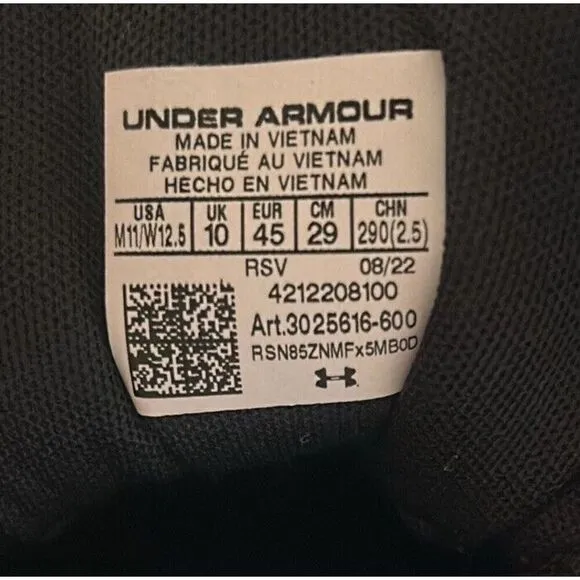 UNDER ARMOUR
MADE IN VIETNAM
FABRIQUÉ AU VIETNAM
HECHO EN VIETNAM
USA UK EUR CM CHN
M11/W12.5 10 45 29 290(2.5)
RSV 08/22
4212208100
Art.3025616-600
RSN85ZNMFx5MB0D